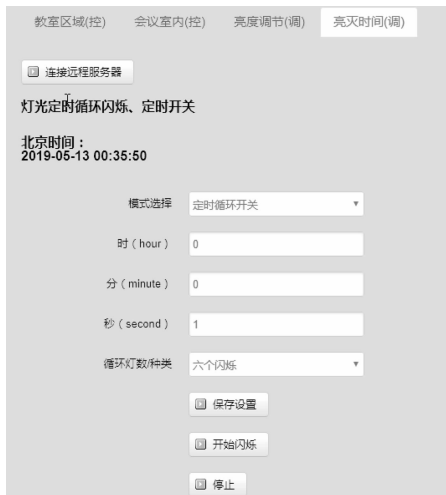 教室区域(控) 会议室内(控) 亮度调节(调) 亮灭时间(调)
连接远程服务器
灯光定时循环闪烁、定时开关
北京时间：
2019-05-13 00:35:50
模式选择 定时循环开关
时 ( hour ) 0
分 ( minute ) 0
秒 ( second ) 1
循环灯数/种类 六个闪烁
保存设置
开始闪烁
停止